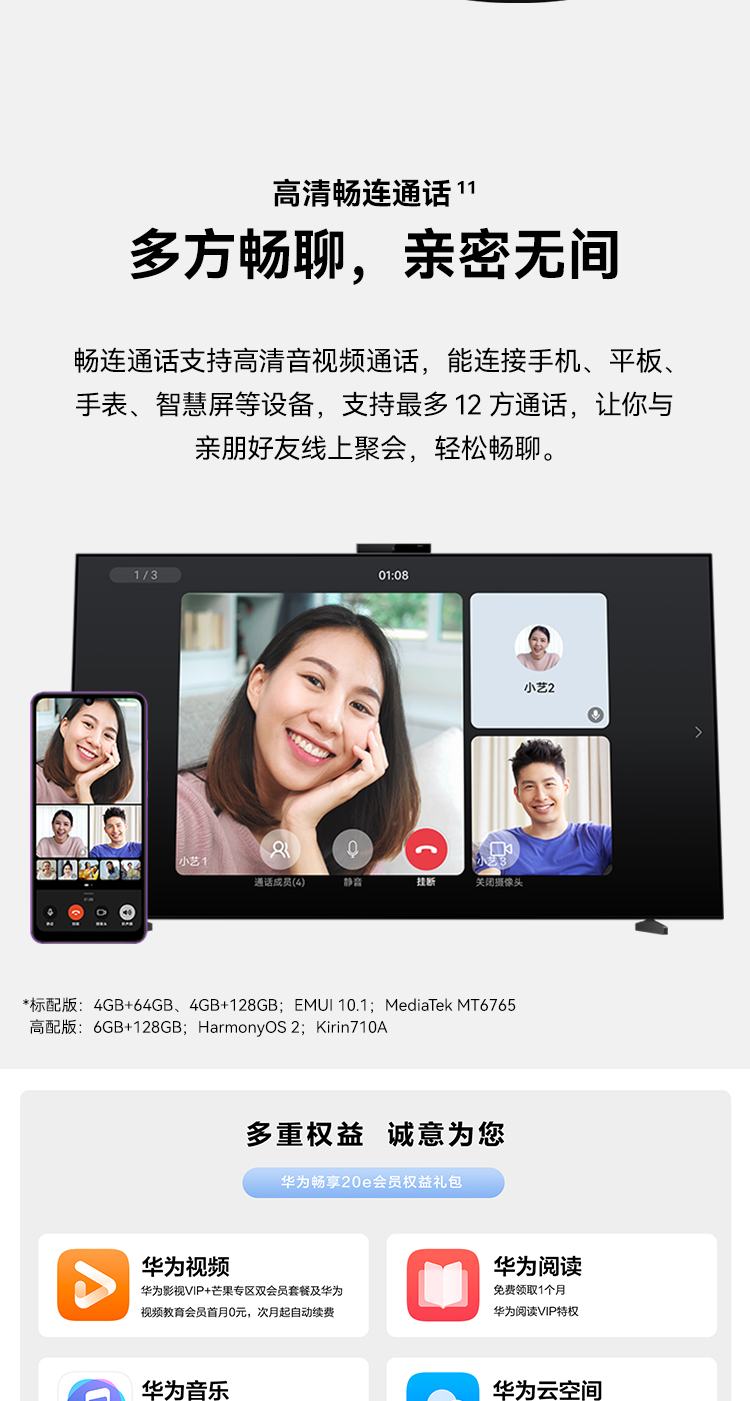 高清畅连通话11
多方畅聊，亲密无间
畅连通话支持高清音视频通话，能连接手机、平板、
手表、智慧屏等设备，支持最多 12 方通话，让你与
亲朋好友线上聚会，轻松畅聊。
1 / 3
01:08
小艺2
小艺 1
小艺 3
通话成员(4)
静音
挂断
关闭摄像头
*标配版：4GB+64GB、4GB+128GB；EMUI 10.1；MediaTek MT6765
高配版：6GB+128GB；HarmonyOS 2；Kirin710A
多重权益 诚意为您
华为畅享20e会员权益礼包
华为视频
华为影视VIP+芒果专区双会员套餐及华为
视频教育会员首月0元，次月起自动续费
华为阅读
免费领取1个月
华为阅读VIP特权
华为音乐
华为云空间